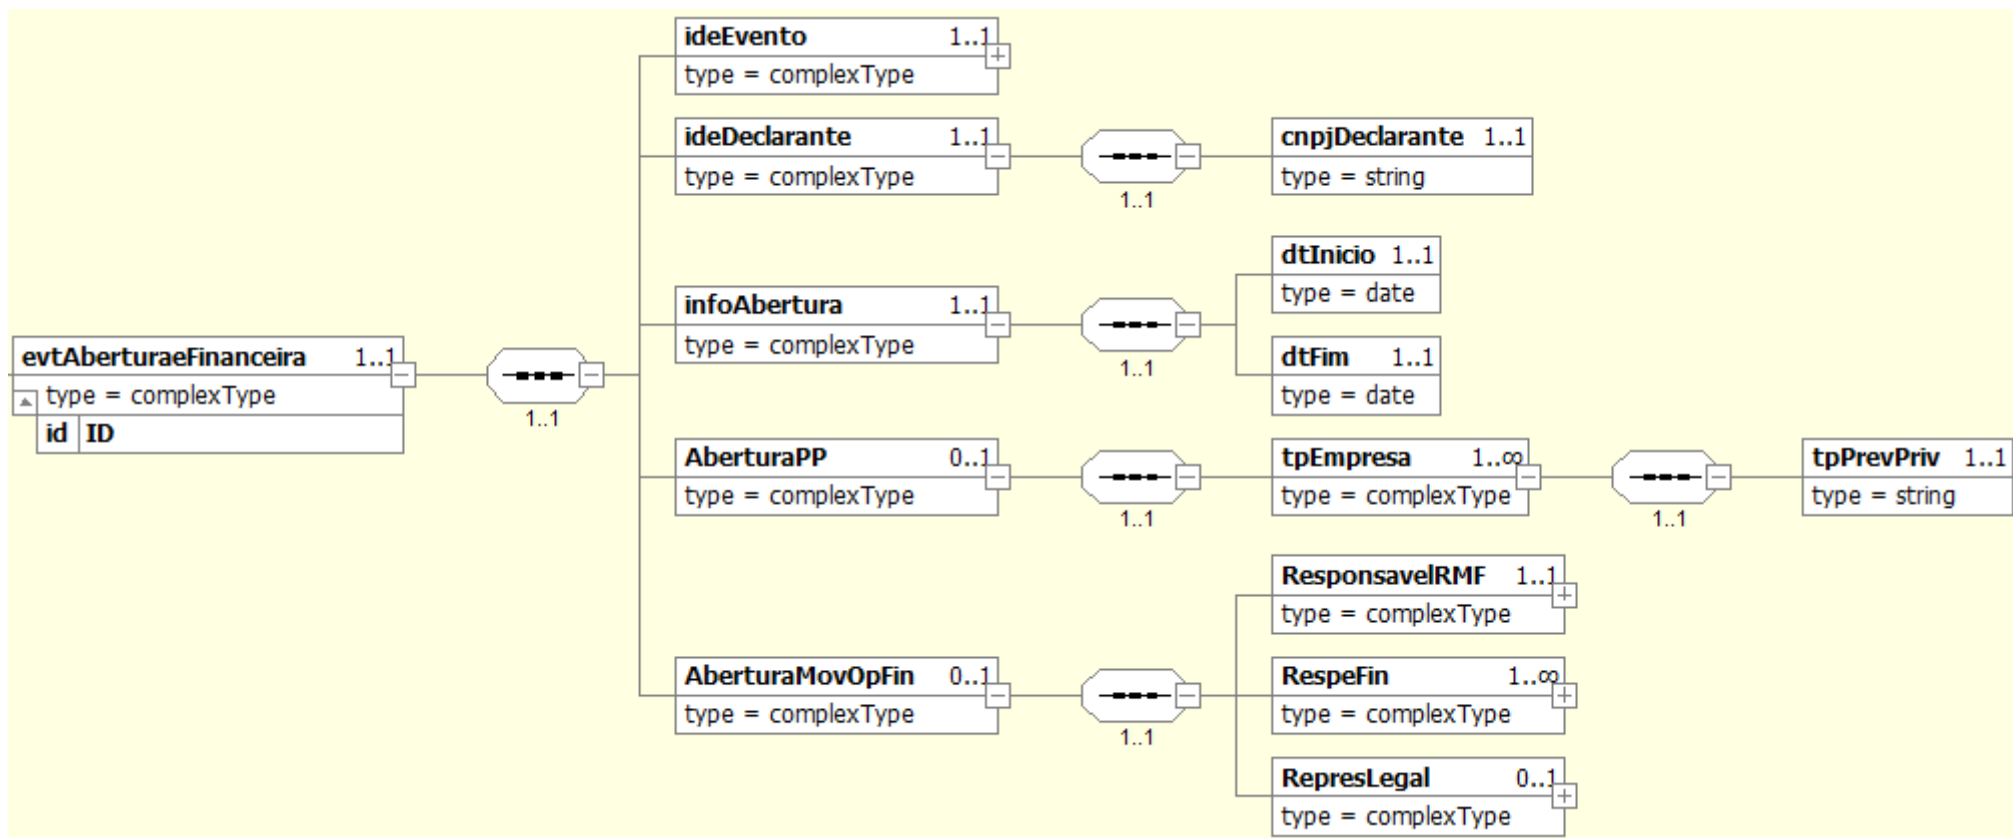 evtAberturaeFinanceira 1..1
type = complexType
id ID
1..1
ideEvento 1..1
type = complexType
ideDeclarante 1..1
type = complexType
1..1
cnpjDeclarante 1..1
type = string
infoAbertura 1..1
type = complexType
1..1
dtInicio 1..1
type = date
dtFim 1..1
type = date
AberturaPP 0..1
type = complexType
1..1
tpEmpresa 1..∞
type = complexType
1..1
tpPrevPriv 1..1
type = string
AberturaMovOpFin 0..1
type = complexType
1..1
ResponsavelRMF 1..1
type = complexType
RespeFin 1..∞
type = complexType
RepresLegal 0..1
type = complexType